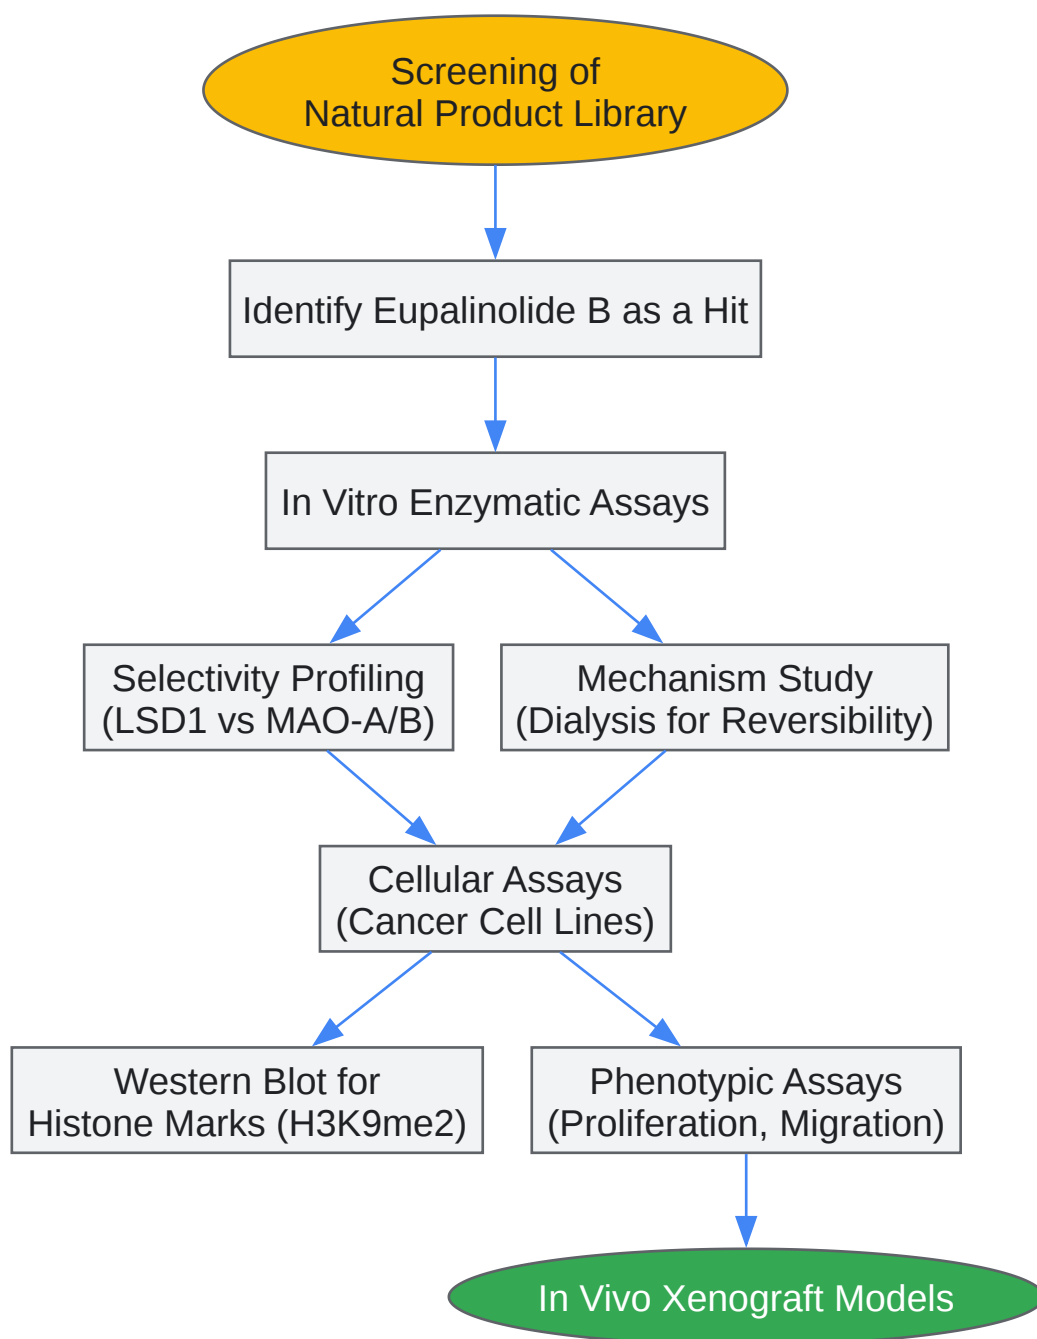 Screening of
Natural Product Library
Identify Eupalinolide B as a Hit
In Vitro Enzymatic Assays
Selectivity Profiling
(LSD1 vs MAO-A/B)
Mechanism Study
(Dialysis for Reversibility)
Cellular Assays
(Cancer Cell Lines)
Western Blot for
Histone Marks (H3K9me2)
Phenotypic Assays
(Proliferation, Migration)
In Vivo Xenograft Models